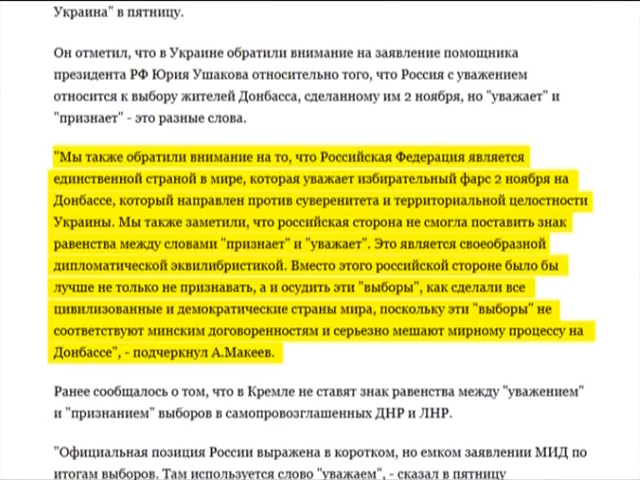 Украина" в пятницу.
Он отметил, что в Украине обратили внимание на заявление помощника
президента РФ Юрия Ушакова относительно того, что Россия с уважением
относится к выбору жителей Донбасса, сделанному им 2 ноября, но "уважает" и
"признает" - это разные слова.
"Мы также обратили внимание на то, что Российская Федерация является
единственной страной в мире, которая уважает избирательный фарс 2 ноября на
Донбассе, который направлен против суверенитета и территориальной целостности
Украины. Мы также заметили, что российская сторона не смогла поставить знак
равенства между словами "признает" и "уважает". Это является своеобразной
дипломатической эквилибристикой. Вместо этого российской стороне было бы
лучше не только не признавать, а и осудить эти "выборы", как сделали все
цивилизованные и демократические страны мира, поскольку эти "выборы" не
соответствуют минским договоренностям и серьезно мешают мирному процессу на
Донбассе", - подчеркнул А.Макеев.
Ранее сообщалось о том, что в Кремле не ставят знак равенства между "уважением"
и "признанием" выборов в самопровозглашенных ДНР и ЛНР.
"Официальная позиция России выражена в коротком, но емком заявлении МИД по
итогам выборов. Там используется слово "уважаем", - сказал в пятницу